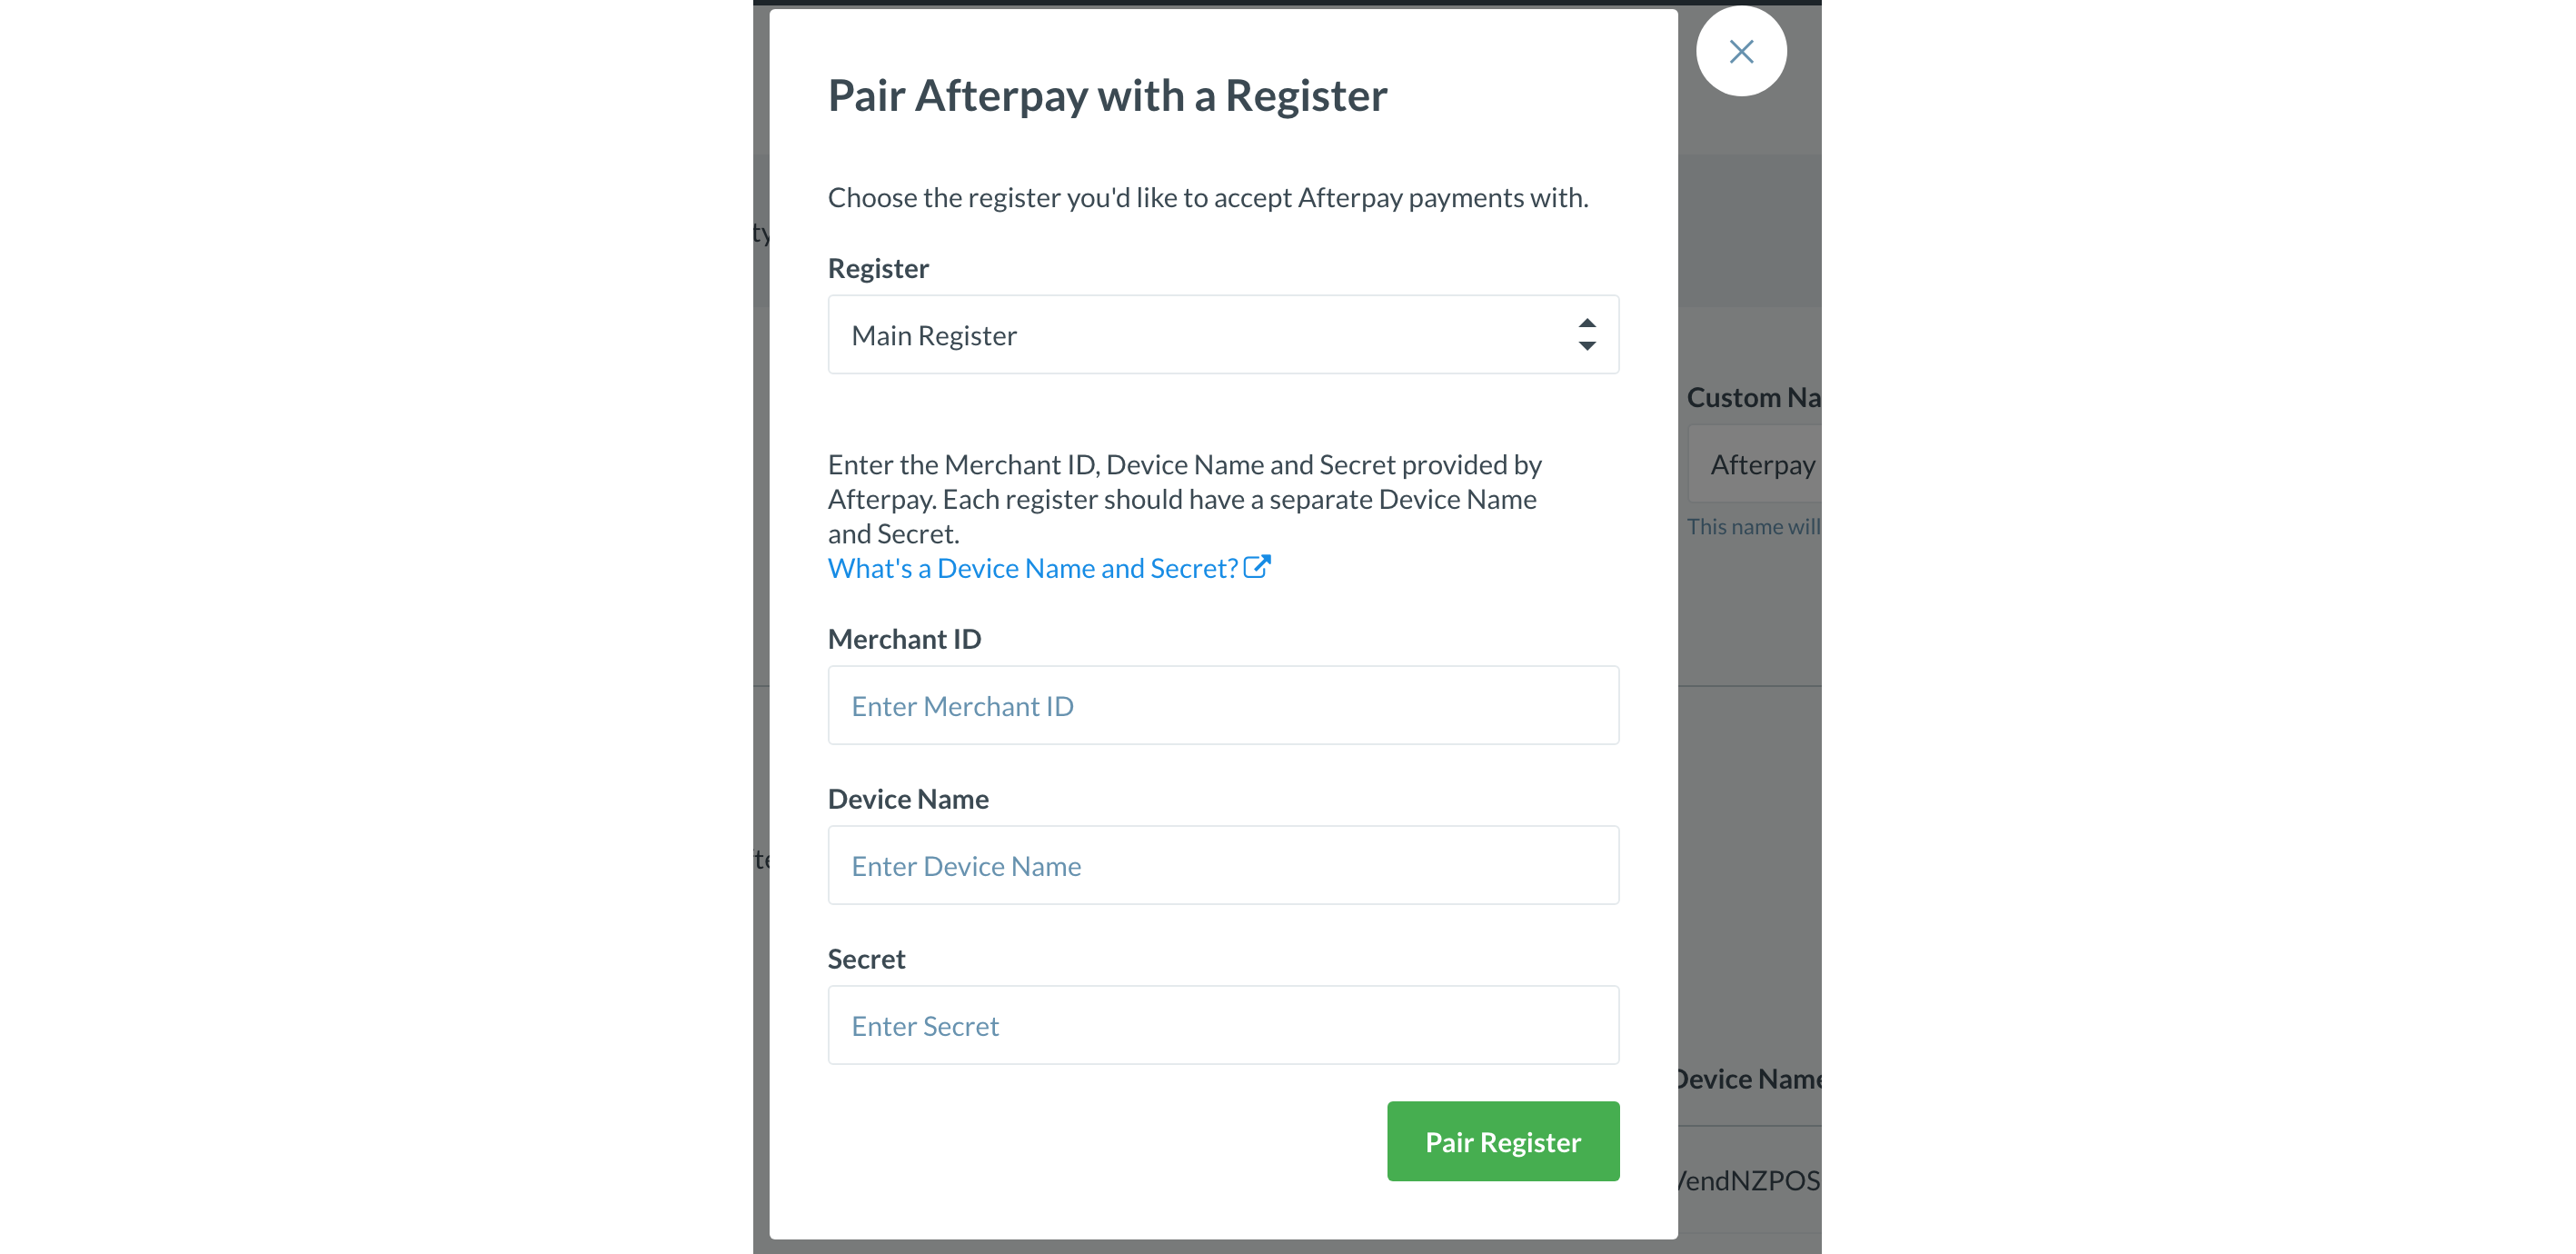 Pair Afterpay with a Register
Choose the register you'd like to accept Afterpay payments with.
Register
Main Register
Enter the Merchant ID, Device Name and Secret provided by
Afterpay. Each register should have a separate Device Name
and Secret.
What's a Device Name and Secret?
Merchant ID
Enter Merchant ID
Device Name
Enter Device Name
Secret
Enter Secret
Pair Register
ty
Custom Na
Afterpay
This name will
te
Device Name
VendNZPOS